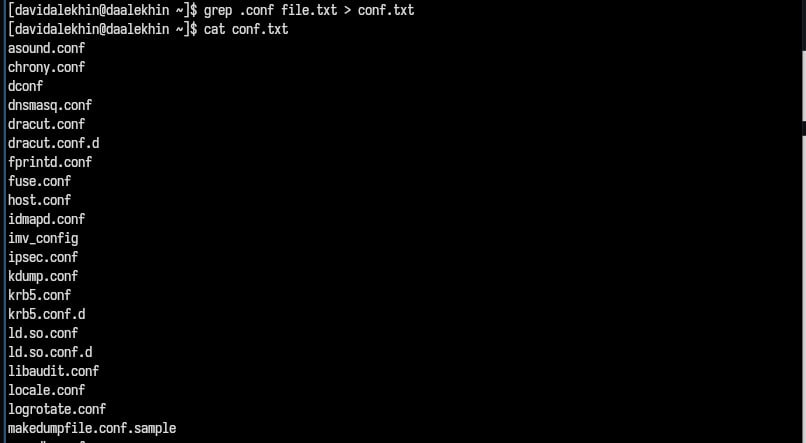 [davidalekhin@daalekhin ~]$ grep .conf file.txt > conf.txt
[davidalekhin@daalekhin ~]$ cat conf.txt
asound.conf
chrony.conf
dconf
dnsmasq.conf
dracut.conf
dracut.conf.d
fprintd.conf
fuse.conf
host.conf
idmapd.conf
imv_config
ipsec.conf
kdump.conf
krb5.conf
krb5.conf.d
ld.so.conf
ld.so.conf.d
libaudit.conf
locale.conf
logrotate.conf
makedumpfile.conf.sample